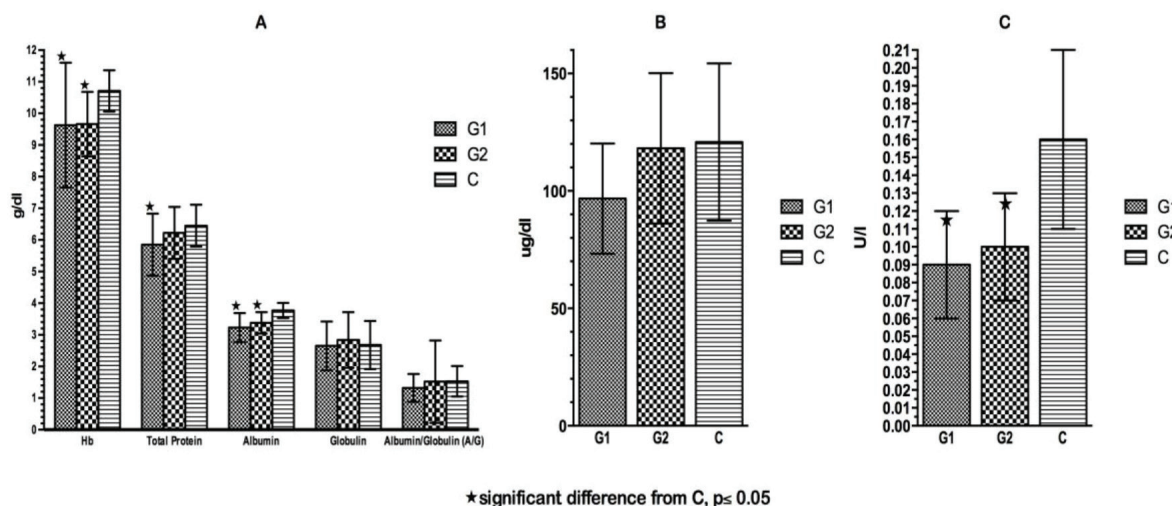 A
g/dl
12
11
10
9
8
7
6
5
4
3
2
1
0
★
★
★
★ ★
G1
G2
C
Hb Total Protein Albumin Globulin Albumin/Globulin (A/G)
B
ug/dl
150
100
50
0
G1
G2
C
G1 G2 C
C
U/l
0.21
0.20
0.19
0.18
0.17
0.16
0.15
0.14
0.13
0.12
0.11
0.10
0.09
0.08
0.07
0.06
0.05
0.04
0.03
0.02
0.01
0.00
★ ★
G1
G2
C
G1 G2 C
★significant difference from C, p≤ 0.05